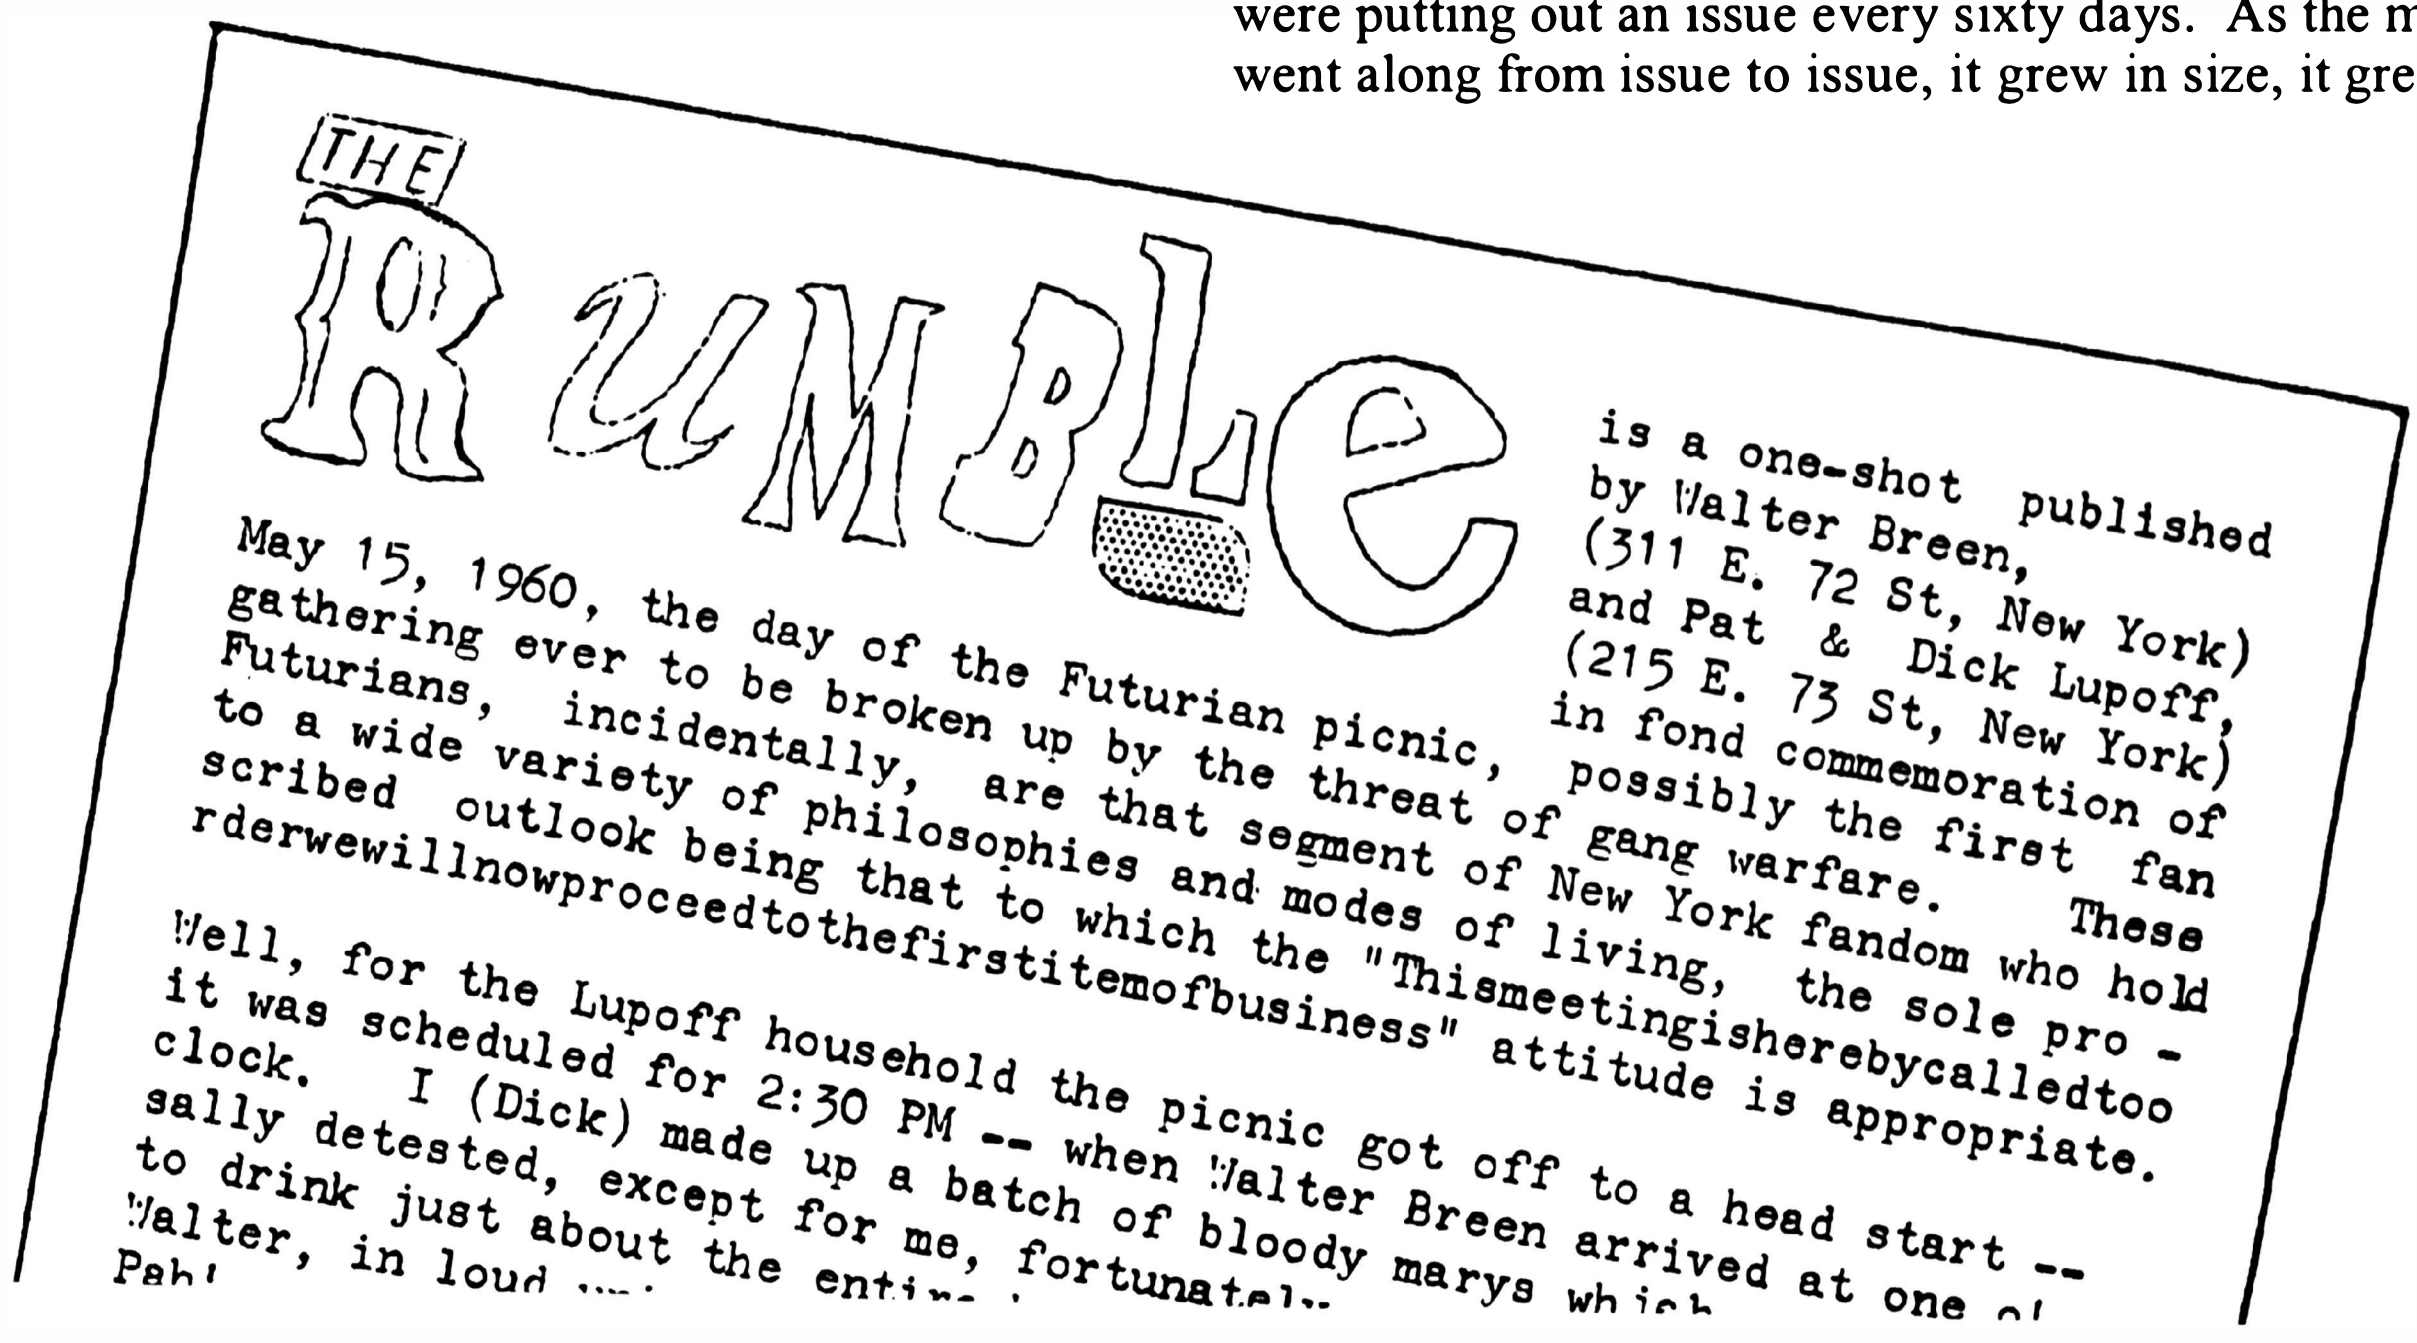 were putting out an issue every sixty days. As the
went along from issue to issue, it grew in size, it
THE
RuMBLe
is a one-shot published
by Walter Breen,
(311 E. 72 St, New York)
and Pat & Dick Lupoff,
(215 E. 73 St, New York)
in fond commemoration of
May 15, 1960, the day of the Futurian picnic, possibly the first fan
gathering ever to be broken up by the threat of gang warfare. These
Futurians, incidentally, are that segment of New York fandom who hold
to a wide variety of philosophies and modes of living, the sole pro -
scribed outlook being that to which the "Thismeetingisherebycalledtoo
rderwewillnowproceedtothefirstitemofbusiness" attitude is appropriate.
Well, for the Lupoff household the picnic got off to a head start --
it was scheduled for 2:30 PM -- when Walter Breen arrived at one o'
clock. I (Dick) made up a batch of bloody marys which
sally detested, except for me, fortunately
to drink just about the
Walter, in loud